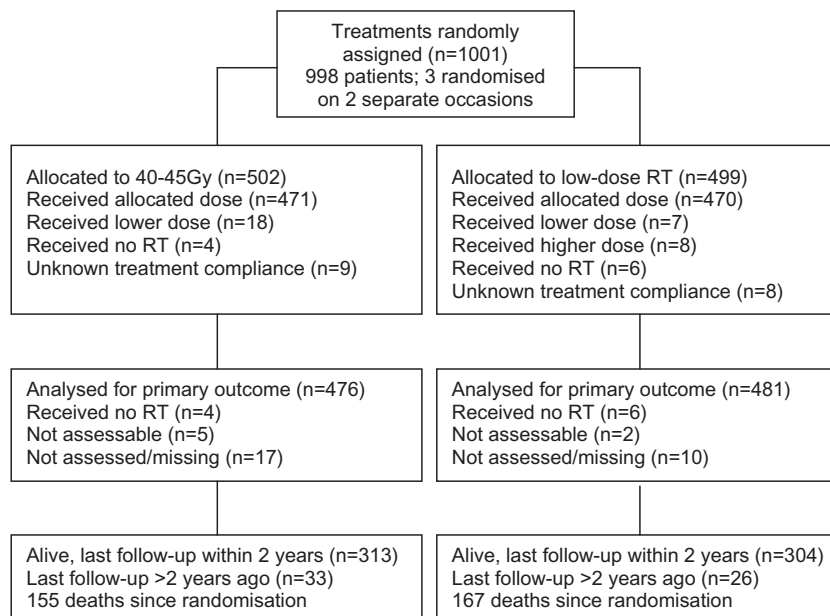 Treatments randomly
assigned (n=1001)
998 patients; 3 randomised
on 2 separate occasions
Allocated to 40-45Gy (n=502)
Received allocated dose (n=471)
Received lower dose (n=18)
Received no RT (n=4)
Unknown treatment compliance (n=9)
Allocated to low-dose RT (n=499)
Received allocated dose (n=470)
Received lower dose (n=7)
Received higher dose (n=8)
Received no RT (n=6)
Unknown treatment compliance (n=8)
Analysed for primary outcome (n=476)
Received no RT (n=4)
Not assessable (n=5)
Not assessed/missing (n=17)
Analysed for primary outcome (n=481)
Received no RT (n=6)
Not assessable (n=2)
Not assessed/missing (n=10)
Alive, last follow-up within 2 years (n=313)
Last follow-up >2 years ago (n=33)
155 deaths since randomisation
Alive, last follow-up within 2 years (n=304)
Last follow-up >2 years ago (n=26)
167 deaths since randomisation